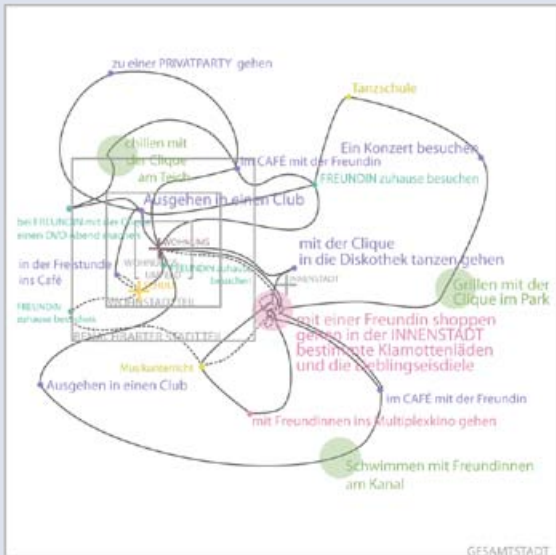 zu einer PRIVATPARTY gehen
Tanzschule
chillen mit
der Clique
am Teich
Ein Konzert besuchen
im CAFÉ mit der Freundin
FREUNDIN zuhause besuchen
Ausgehen in einen Club
bei FREUNDIN mit der Clique
einen DVD Abend machen
WOHNUNG
mit der Clique
in die Diskothek tanzen gehen
in der Freistunde
ins Café
WOHN
UMFELD
FREUNDIN zuhause
besuchen
SCHULE
INNENSTADT
Grillen mit der
Clique im Park
WOHNSTADTTEIL
FREUNDIN
zuhause besuchen
mit einer Freundin shoppen
gehen in der INNENSTADT
bestimmte Klamottenläden
und die Lieblingseisdiele
BENACHBARTER STADTTEIL
Musikunterricht
Ausgehen in einen Club
im CAFÉ mit der Freundin
mit Freundinnen ins Multiplexkino gehen
Schwimmen mit Freundinnen
am Kanal
GESAMTSTADT